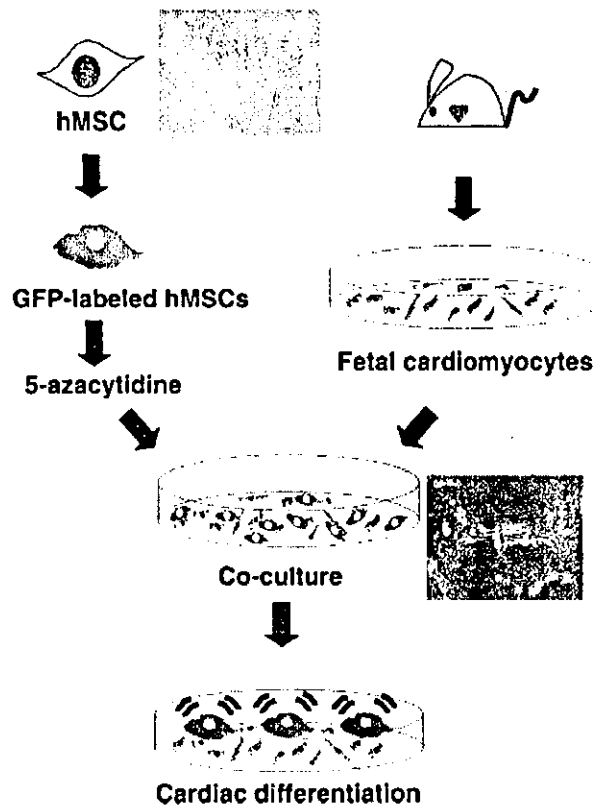 hMSC
GFP-labeled hMSCs
5-azacytidine
Fetal cardiomyocytes
Co-culture
Cardiac differentiation